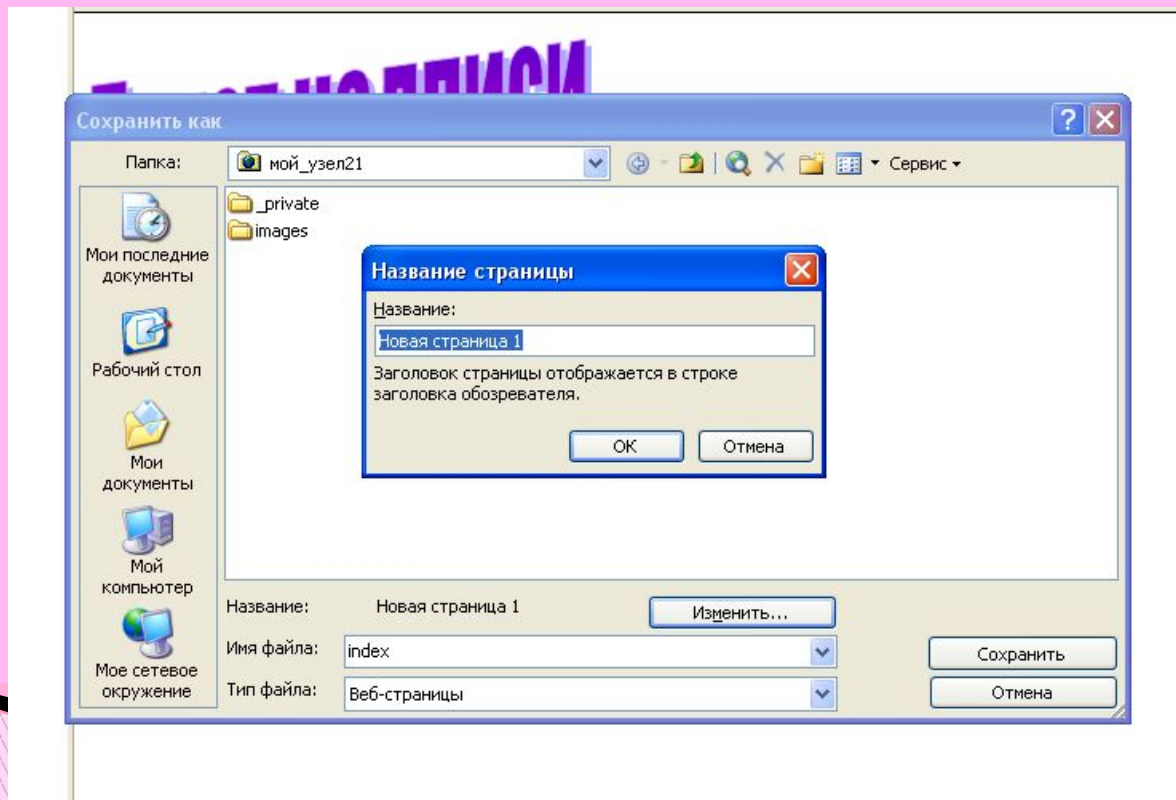 Сохранить как
Папка:
мой_узел21
Сервис
_private
images
Мои последние
документы
Рабочий стол
Мои
документы
Мой
компьютер
Мое сетевое
окружение
Название страницы
Название:
Новая страница 1
Заголовок страницы отображается в строке
заголовка обозревателя.
ОК
Отмена
Название:
Новая страница 1
Изменить...
Имя файла:
index
Сохранить
Тип файла:
Веб-страницы
Отмена